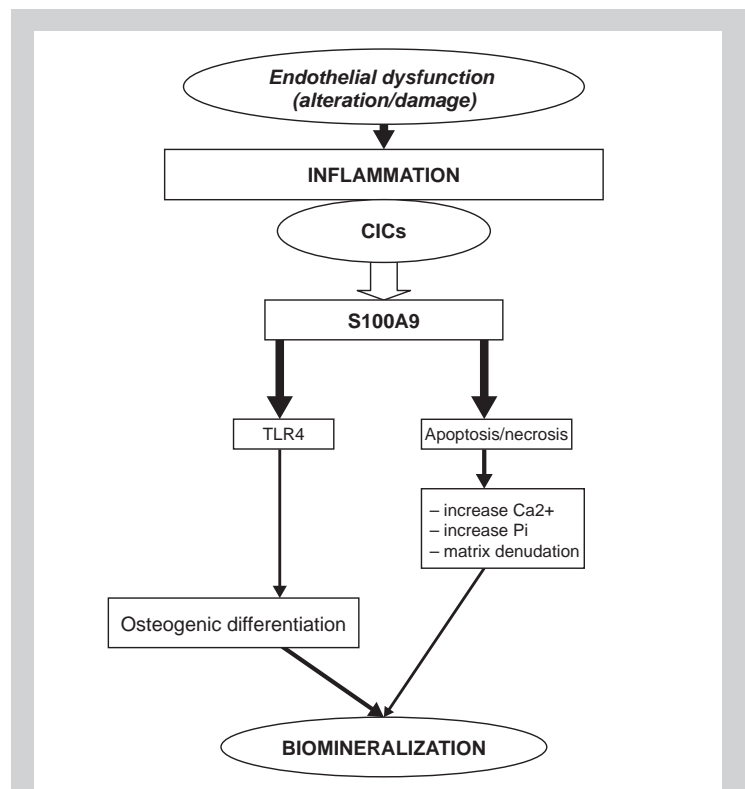 Endothelial dysfunction
(alteration/damage)
INFLAMMATION
CICs
S100A9
TLR4
Apoptosis/necrosis
– increase Ca2+
– increase Pi
– matrix denudation
Osteogenic differentiation
BIOMINERALIZATION